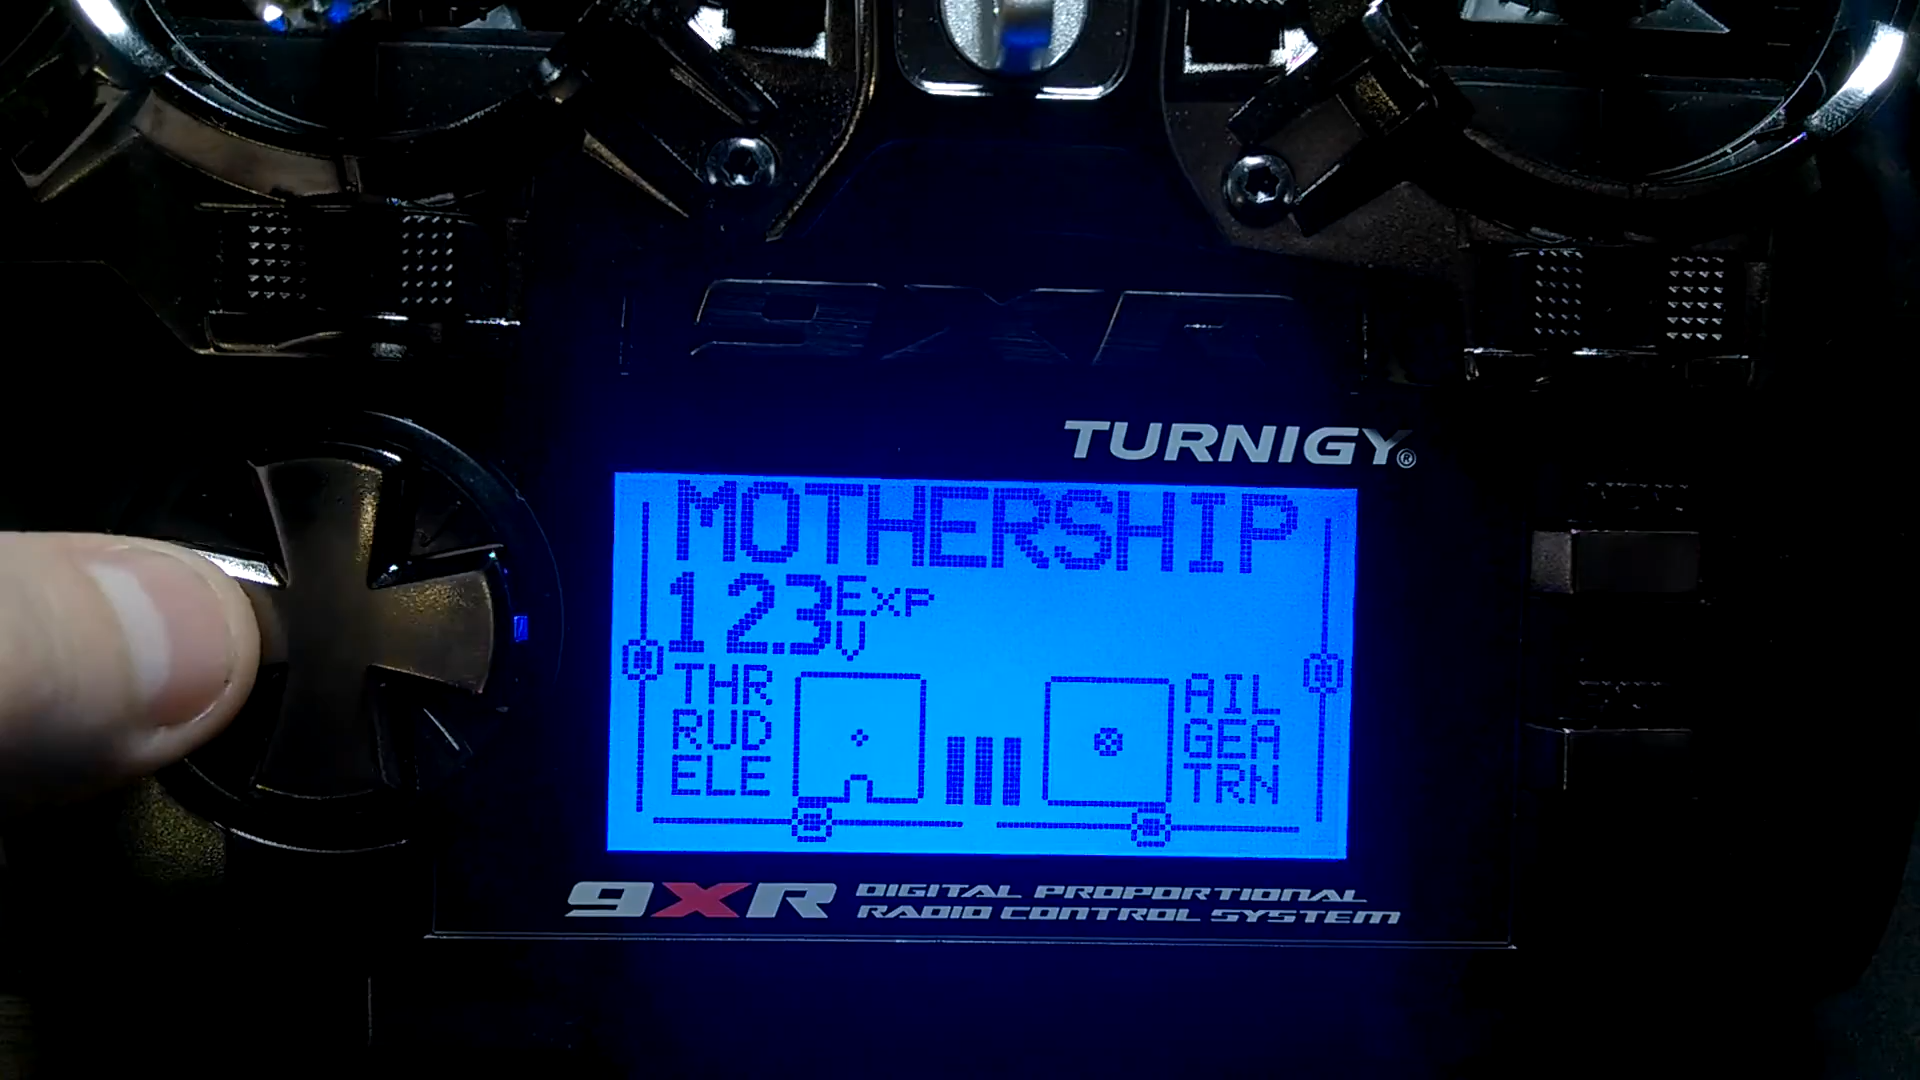 9XR
TURNIGY®
MOTHERSHIP
12.3 Exp
V
THR AIL
RUD GEA
ELE TRN
9XR DIGITAL PROPORTIONAL
RADIO CONTROL SYSTEM